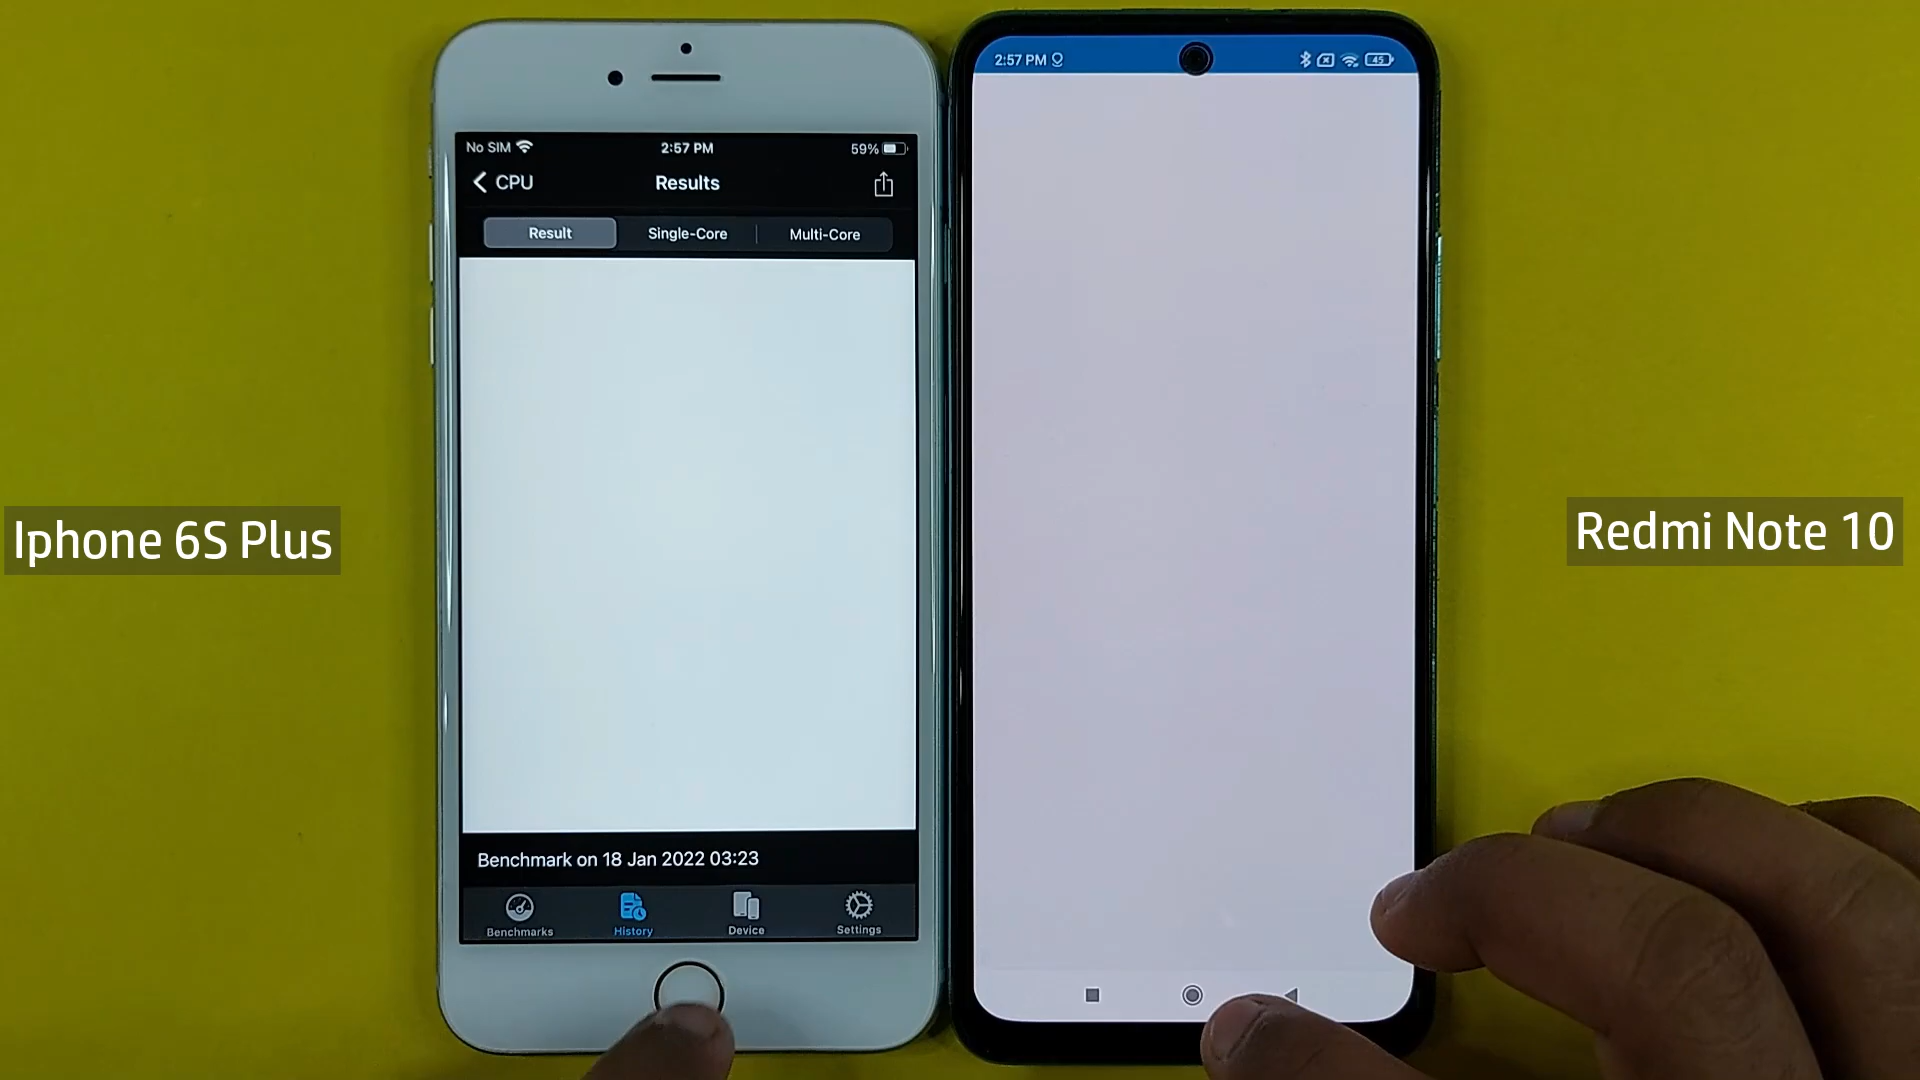 No SIM 2:57 PM 59%
CPU Results
Result Single-Core Multi-Core
Benchmark on 18 Jan 2022 03:23
Benchmarks History Device Settings
2:57 PM 45
Iphone 6S Plus
Redmi Note 10